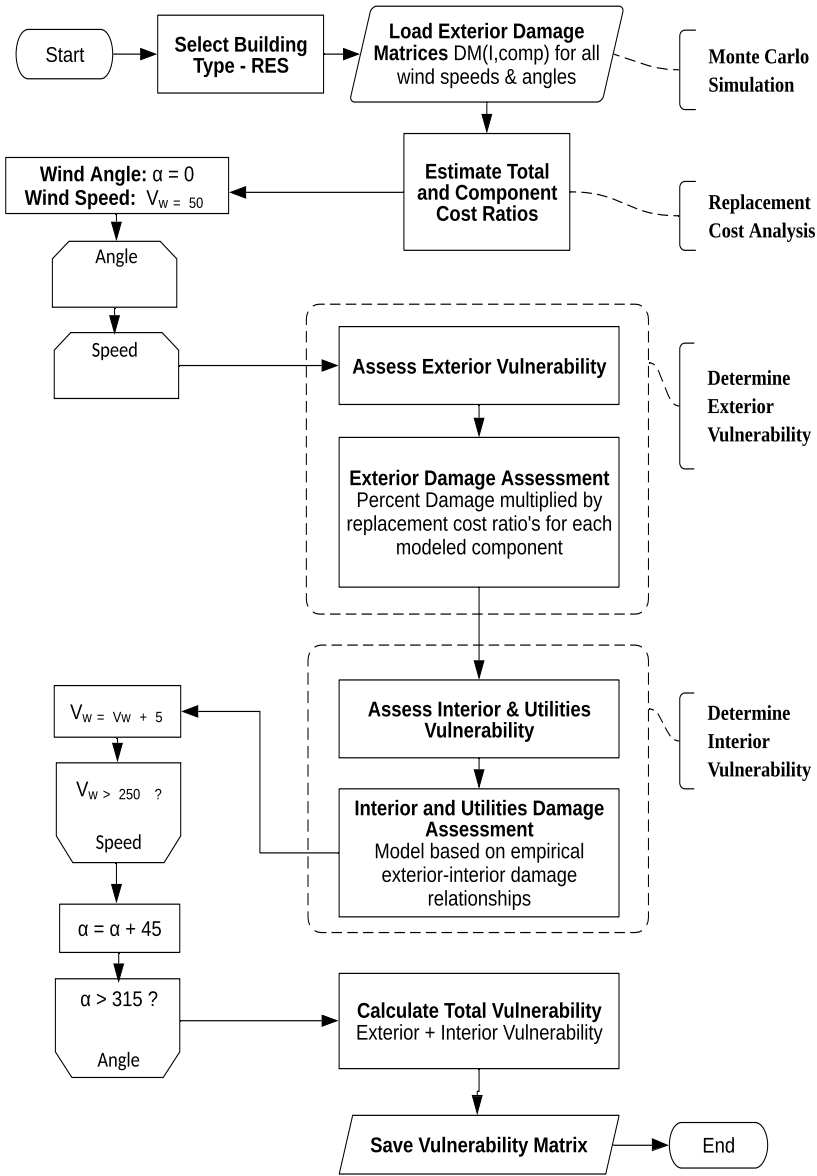 Start
Select Building
Type - RES
Load Exterior Damage
Matrices DM(I,comp) for all
wind speeds & angles
Monte Carlo
Simulation
Estimate Total
and Component
Cost Ratios
Replacement
Cost Analysis
Wind Angle: α = 0
Wind Speed: Vw = 50
Angle
Speed
Assess Exterior Vulnerability
Determine
Exterior
Vulnerability
Exterior Damage Assessment
Percent Damage multiplied by
replacement cost ratio's for each
modeled component
Assess Interior & Utilities
Vulnerability
Determine
Interior
Vulnerability
Interior and Utilities Damage
Assessment
Model based on empirical
exterior-interior damage
relationships
Vw = Vw + 5
Vw > 250 ?
Speed
α = α + 45
α > 315 ?
Angle
Calculate Total Vulnerability
Exterior + Interior Vulnerability
Save Vulnerability Matrix
End